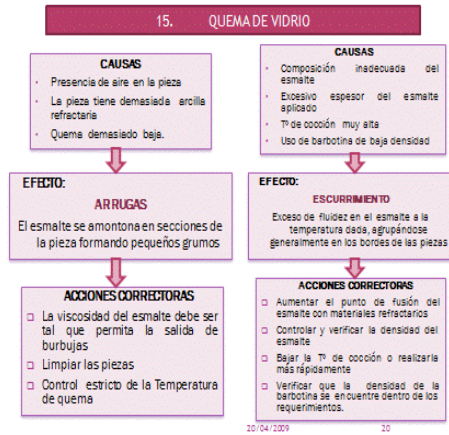 15. QUEMA DE VIDRIO
CAUSAS
Presencia de aire en la pieza
La pieza tiene demasiada arcilla
refractaria
Quema demasiado baja.
EFECTO:
ARRUGAS
El esmalte se amontona en secciones de
la pieza formando pequeños grumos
ACCIONES CORRECTORAS
La viscosidad del esmalte debe ser
tal que permita la salida de
burbujas
Limpiar las piezas
Control estricto de la Temperatura
de quema
CAUSAS
Composición inadecuada del
esmalte
Excesivo espesor del esmalte
aplicado
Tº de cocción muy alta
Uso de barbotina de baja densidad
EFECTO:
ESCURRIMIENTO
Exceso de fluidez en el esmalte a la
temperatura dada, agrupándose
generalmente en los bordes de las piezas
ACCIONES CORRECTORAS
Aumentar el punto de fusión del
esmalte con materiales refractarios
Controlar y verificar la densidad del
esmalte
Bajar la Tº de cocción o realizarla
más rápidamente
Verificar que la densidad de la
barbotina se encuentre dentro de los
requerimientos.
20/04/2009 20